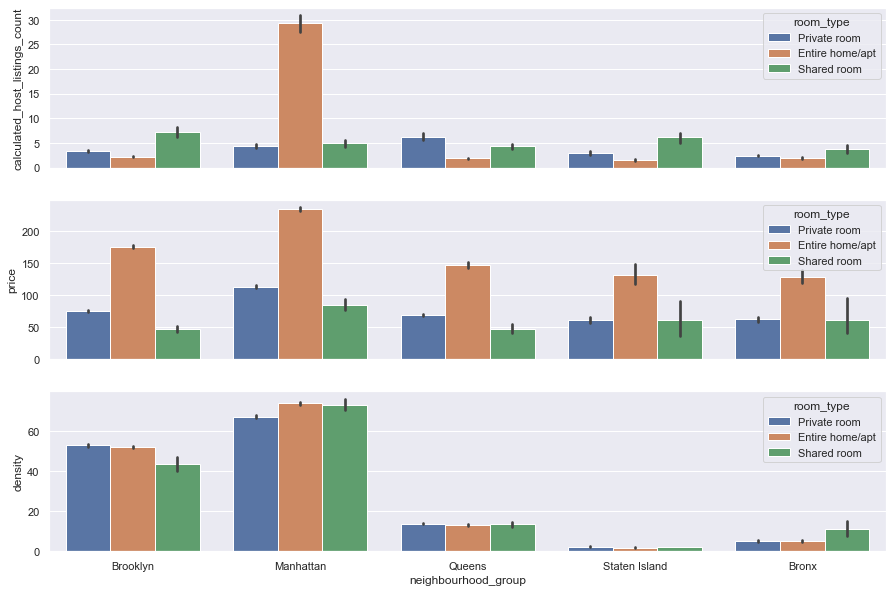 calculated_host_listings_count
30
25
20
15
10
5
0
room_type
Private room
Entire home/apt
Shared room
price
200
150
100
50
0
room_type
Private room
Entire home/apt
Shared room
density
60
40
20
0
room_type
Private room
Entire home/apt
Shared room
Brooklyn Manhattan Queens Staten Island Bronx
neighbourhood_group